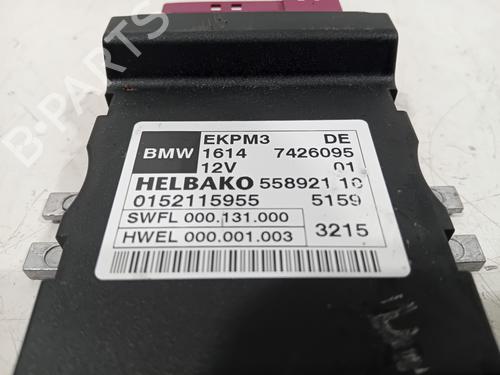 EKPM3 DE
BMW 1614 7426095
12V 01
HELBAKO 558921 10
0152115955 5159
SWFL 000.131.000
HWEL 000.001.003 3215
B-PARTS